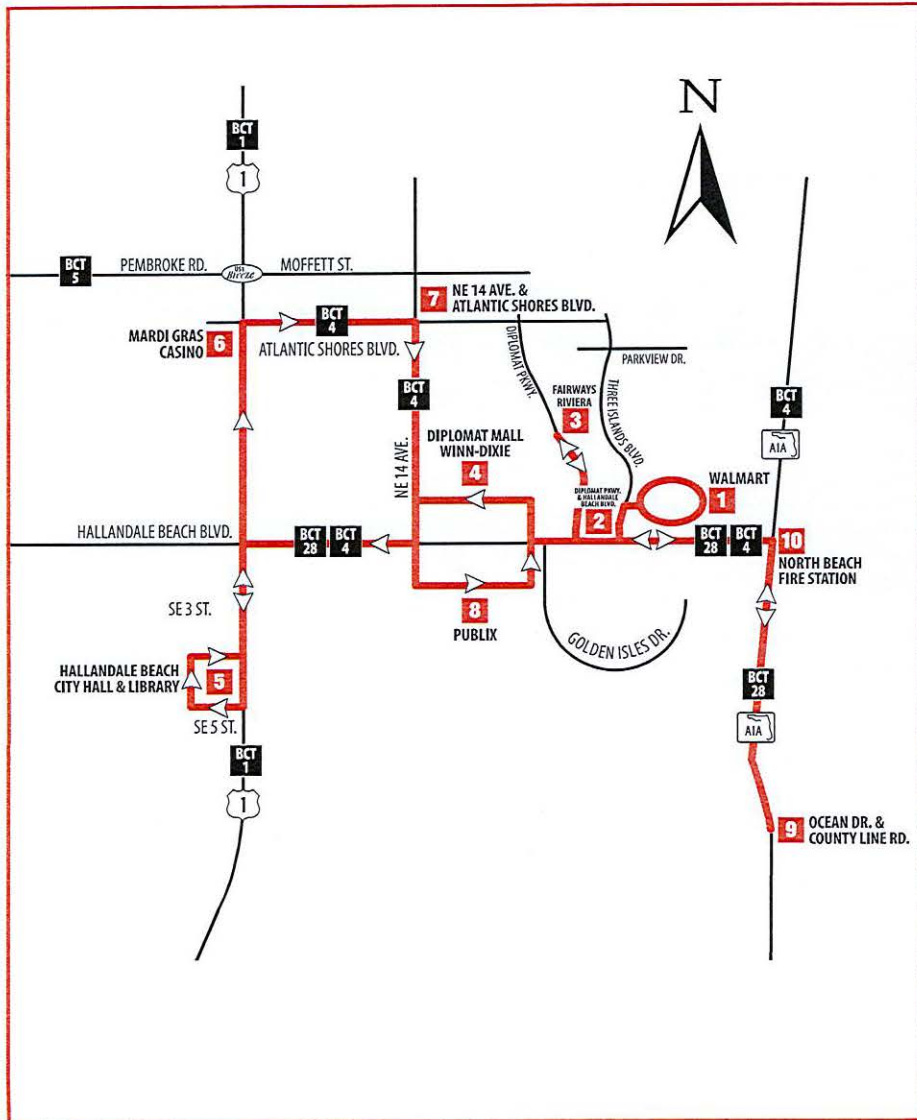 N
BCT
1
1
BCT
5
PEMBROKE RD.
US1
Breeze
MOFFETT ST.
7
NE 14 AVE. &
ATLANTIC SHORES BLVD.
MARDI GRAS
CASINO
6
BCT
4
ATLANTIC SHORES BLVD.
DIPLOMAT PKWY.
PARKVIEW DR.
THREE ISLANDS BLVD.
FAIRWAYS
RIVIERA
3
BCT
4
NE 14 AVE.
BCT
4
A1A
DIPLOMAT MALL
WINN-DIXIE
4
WALMART
1
DIPLOMAT PKWY.
& HALLANDALE
BEACH BLVD.
2
HALLANDALE BEACH BLVD.
BCT
28
BCT
4
BCT
28
BCT
4
10
NORTH BEACH
FIRE STATION
8
PUBLIX
SE 3 ST.
GOLDEN ISLES DR.
HALLANDALE BEACH
CITY HALL & LIBRARY
5
SE 5 ST.
BCT
28
A1A
BCT
1
1
9
OCEAN DR. &
COUNTY LINE RD.